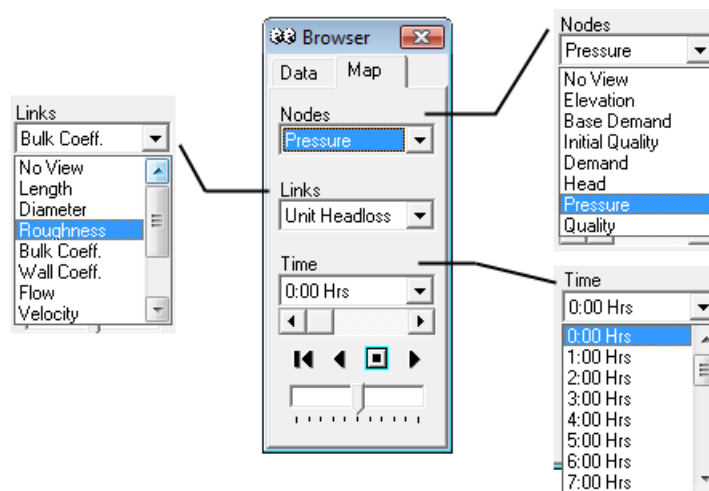 Links
Bulk Coeff.
No View
Length
Diameter
Roughness
Bulk Coeff.
Wall Coeff.
Flow
Velocity
Browser
Data Map
Nodes
Pressure
Links
Unit Headloss
Time
0:00 Hrs
Nodes
Pressure
No View
Elevation
Base Demand
Initial Quality
Demand
Head
Pressure
Quality
Time
0:00 Hrs
0:00 Hrs
1:00 Hrs
2:00 Hrs
3:00 Hrs
4:00 Hrs
5:00 Hrs
6:00 Hrs
7:00 Hrs